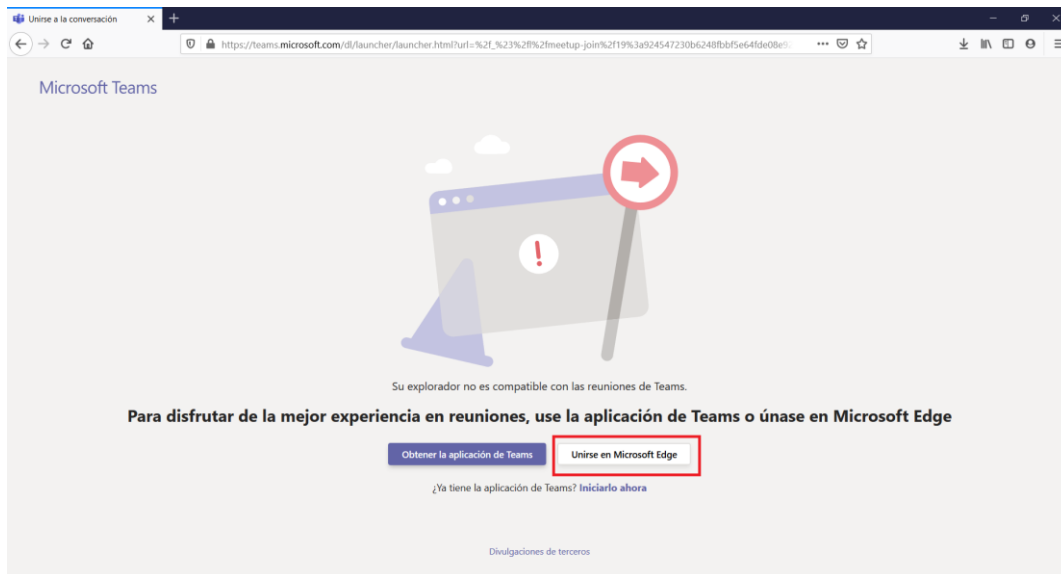 Unirse a la conversación
https://teams.microsoft.com/dl/launcher/launcher.html?url=%2f_%23%2fl%2fmeetup-join%2f19%3a924547230b6248fbbf5e64fde08e9
Microsoft Teams
Su explorador no es compatible con las reuniones de Teams.
Para disfrutar de la mejor experiencia en reuniones, use la aplicación de Teams o únase en Microsoft Edge
Obtener la aplicación de Teams
Unirse en Microsoft Edge
¿Ya tiene la aplicación de Teams? Iniciarlo ahora
Divulgaciones de terceros